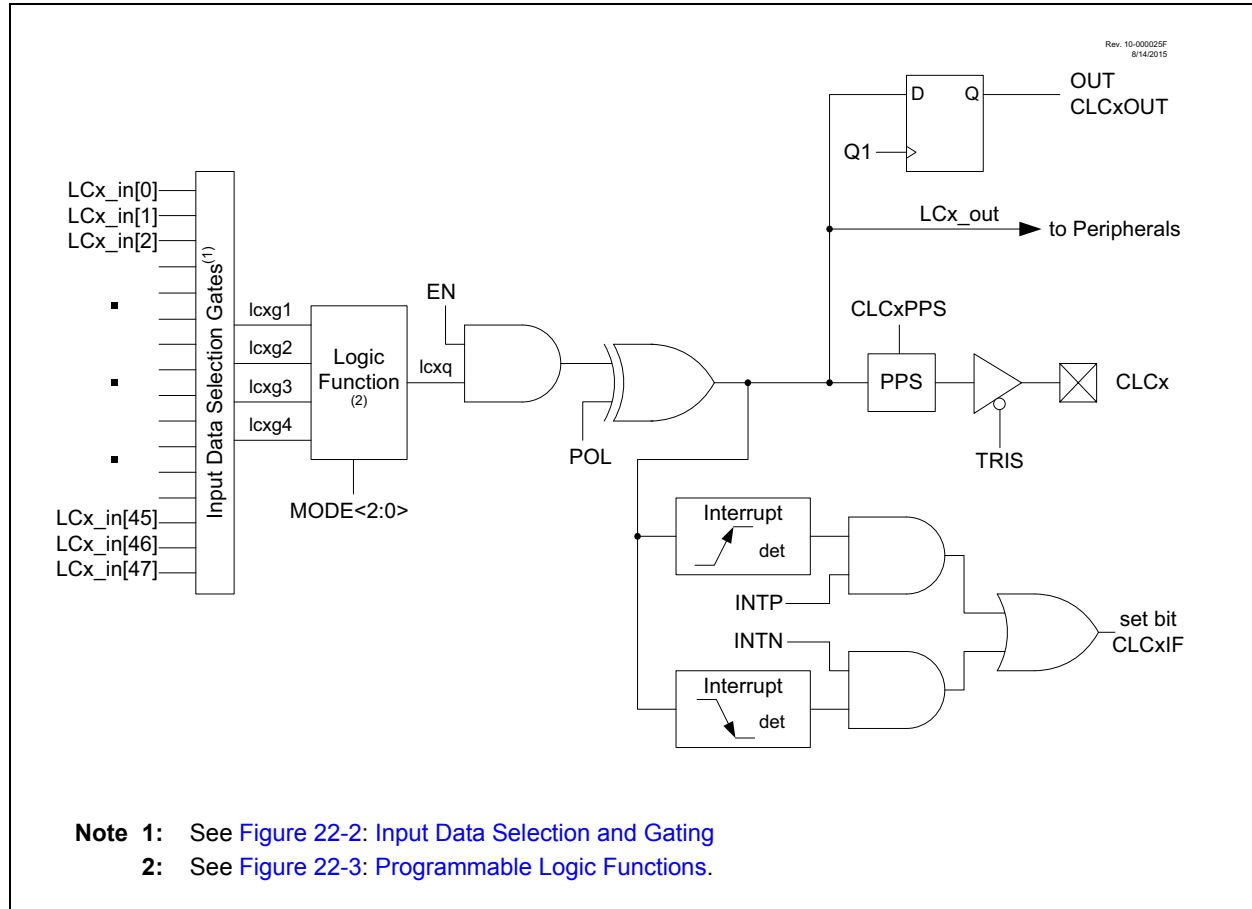 Rev. 10-000025F
8/14/2015
OUT
CLCxOUT
D
Q
Q1
LCx_out
to Peripherals
LCx_in[0]
LCx_in[1]
LCx_in[2]
LCx_in[45]
LCx_in[46]
LCx_in[47]
Input Data Selection Gates(1)
lcxg1
lcxg2
lcxg3
lcxg4
Logic
Function
(2)
MODE<2:0>
EN
lcxq
POL
CLCxPPS
PPS
TRIS
CLCx
Interrupt
det
INTP
INTN
Interrupt
det
set bit
CLCxIF
Note 1: See Figure 22-2: Input Data Selection and Gating
2: See Figure 22-3: Programmable Logic Functions.